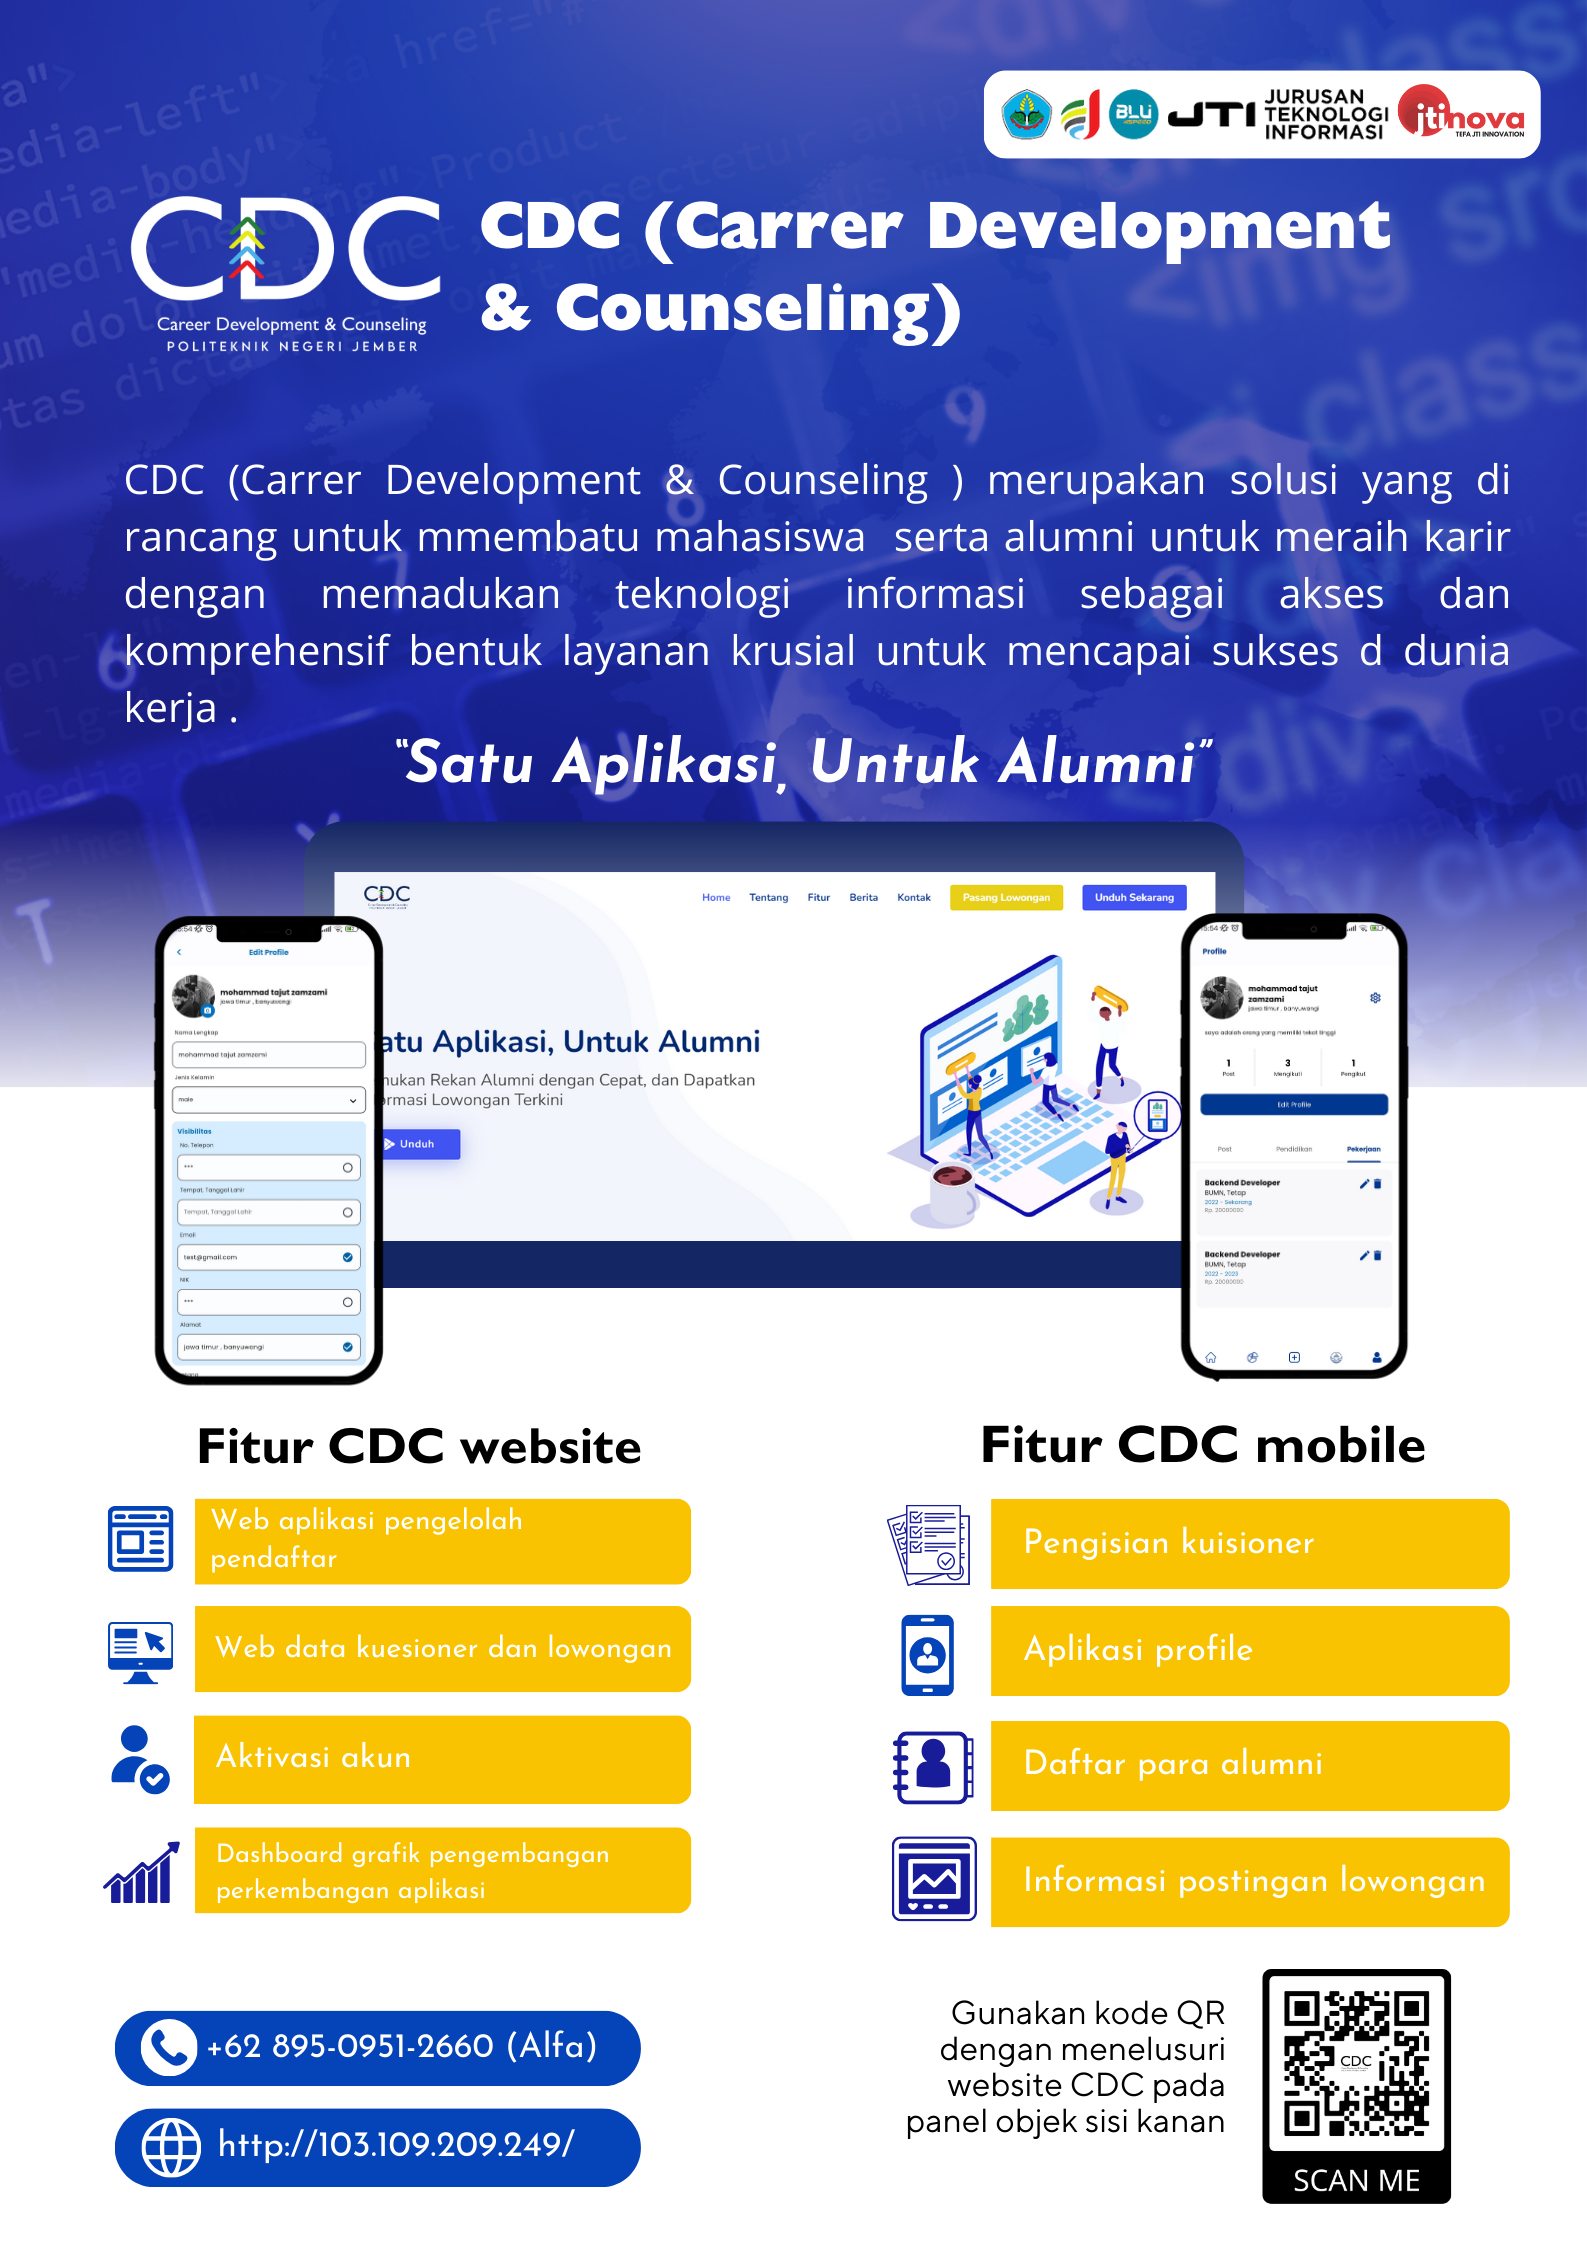 BLU
SPEED
JTI
JURUSAN
TEKNOLOGI
INFORMASI
jtinova
TEFA JTI INNOVATION
CDC
Career Development & Counseling
POLITEKNIK NEGERI JEMBER
CDC (Carrer Development
& Counseling)
CDC (Carrer Development & Counseling ) merupakan solusi yang di
rancang untuk mmembatu mahasiswa serta alumni untuk meraih karir
dengan memadukan teknologi informasi sebagai akses dan
komprehensif bentuk layanan krusial untuk mencapai sukses d dunia
kerja .
“Satu Aplikasi, Untuk Alumni”
CDC
Home Tentang Fitur Berita Kontak Pasang Lowongan Unduh Sekarang
atu Aplikasi, Untuk Alumni
nukan Rekan Alumni dengan Cepat, dan Dapatkan
ormasi Lowongan Terkini
Unduh
Edit Profile
mohammad tajut zamzami
jawa timur , banyuwangi
Nama Lengkap
mohammad tajut zamzami
Jenis Kelamin
male
Visibilitas
No. Telepon
***
Tempat, Tanggal Lahir
Tempat, Tanggal Lahir
Email
test@gmail.com
NIK
***
Alamat
jawa timur , banyuwangi
Profile
mohammad tajut
zamzami
jawa timur , banyuwangi
saya adalah orang yang memiliki tekat tinggi
1 3 1
Post Mengikuti Pengikut
Edit Profile
Post Pendidikan Pekerjaan
Backend Developer
BUMN, Tetap
2022 - Sekarang
Rp. 20000000
Backend Developer
BUMN, Tetap
2022 - 2023
Rp. 20000000
Fitur CDC website
Web aplikasi pengelolah
pendaftar
Web data kuesioner dan lowongan
Aktivasi akun
Dashboard grafik pengembangan
perkembangan aplikasi
Fitur CDC mobile
Pengisian kuisioner
Aplikasi profile
Daftar para alumni
Informasi postingan lowongan
+62 895-0951-2660 (Alfa)
http://103.109.209.249/
Gunakan kode QR
dengan menelusuri
website CDC pada
panel objek sisi kanan
CDC
SCAN ME